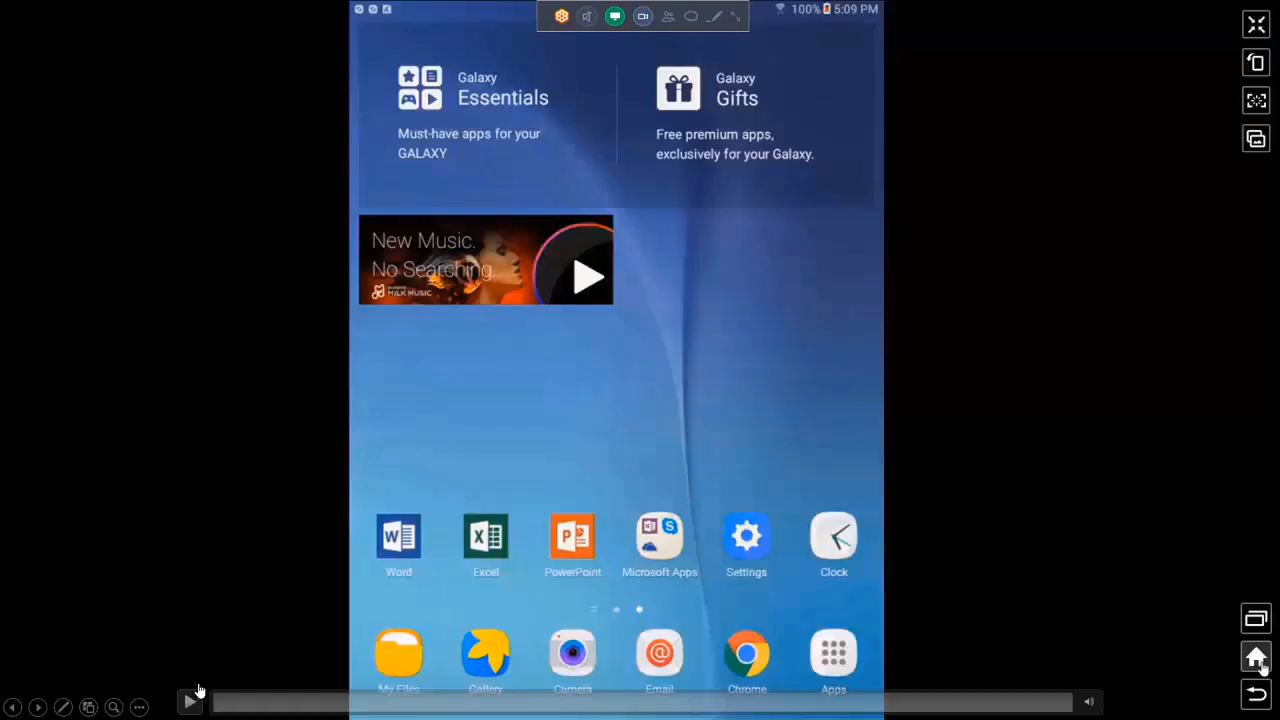 100% 5:09 PM
Galaxy
Essentials
Must-have apps for your
GALAXY
Galaxy
Gifts
Free premium apps,
exclusively for your Galaxy.
New Music.
No Searching.
MILK MUSIC
Word
Excel
PowerPoint
Microsoft Apps
Settings
Clock
My Files
Gallery
Camera
Email
Chrome
Apps